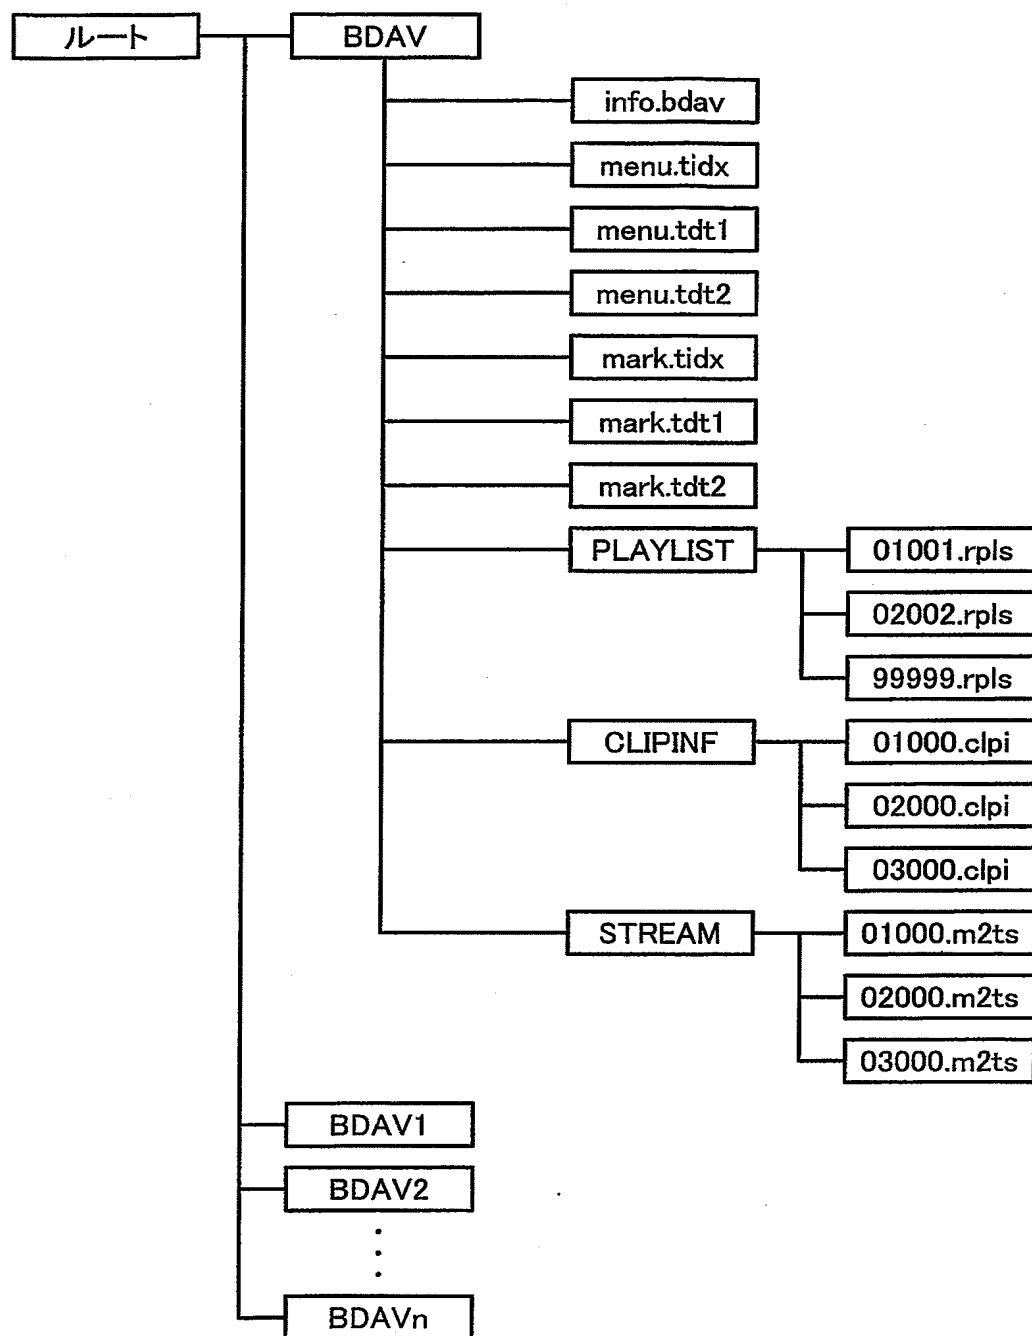 ルート
BDAV
info.bdav
menu.tidx
menu.tdt1
menu.tdt2
mark.tidx
mark.tdt1
mark.tdt2
PLAYLIST
01001.rpls
02002.rpls
99999.rpls
CLIPINF
01000.clpi
02000.clpi
03000.clpi
STREAM
01000.m2ts
02000.m2ts
03000.m2ts
BDAV1
BDAV2
BDAVn